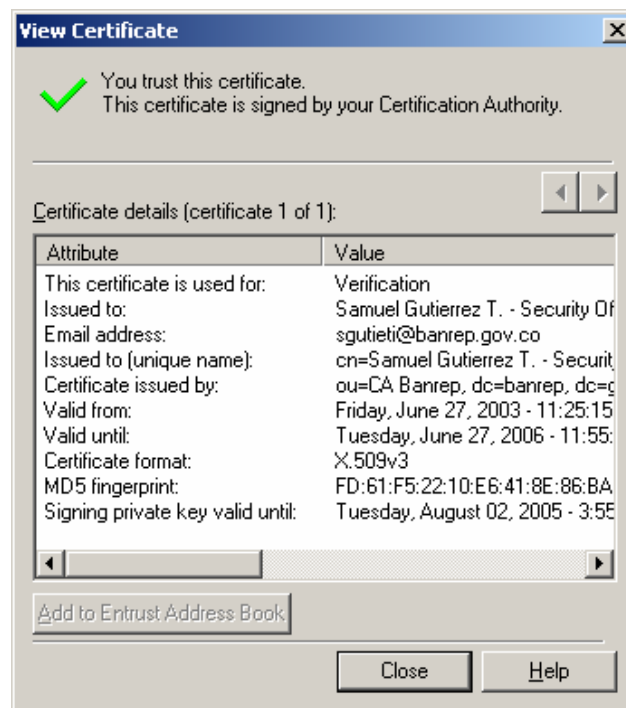 View Certificate
You trust this certificate.
This certificate is signed by your Certification Authority.
Certificate details (certificate 1 of 1):
Attribute Value
This certificate is used for: Verification
Issued to: Samuel Gutierrez T. - Security Of
Email address: sgutieti@banrep.gov.co
Issued to (unique name): cn=Samuel Gutierrez T. - Securit
Certificate issued by: ou=CA Banrep, dc=banrep, dc=g
Valid from: Friday, June 27, 2003 - 11:25:15
Valid until: Tuesday, June 27, 2006 - 11:55:
Certificate format: X.509v3
MD5 fingerprint: FD:61:F5:22:10:E6:41:8E:86:BA
Signing private key valid until: Tuesday, August 02, 2005 - 3:55
Add to Entrust Address Book
Close Help